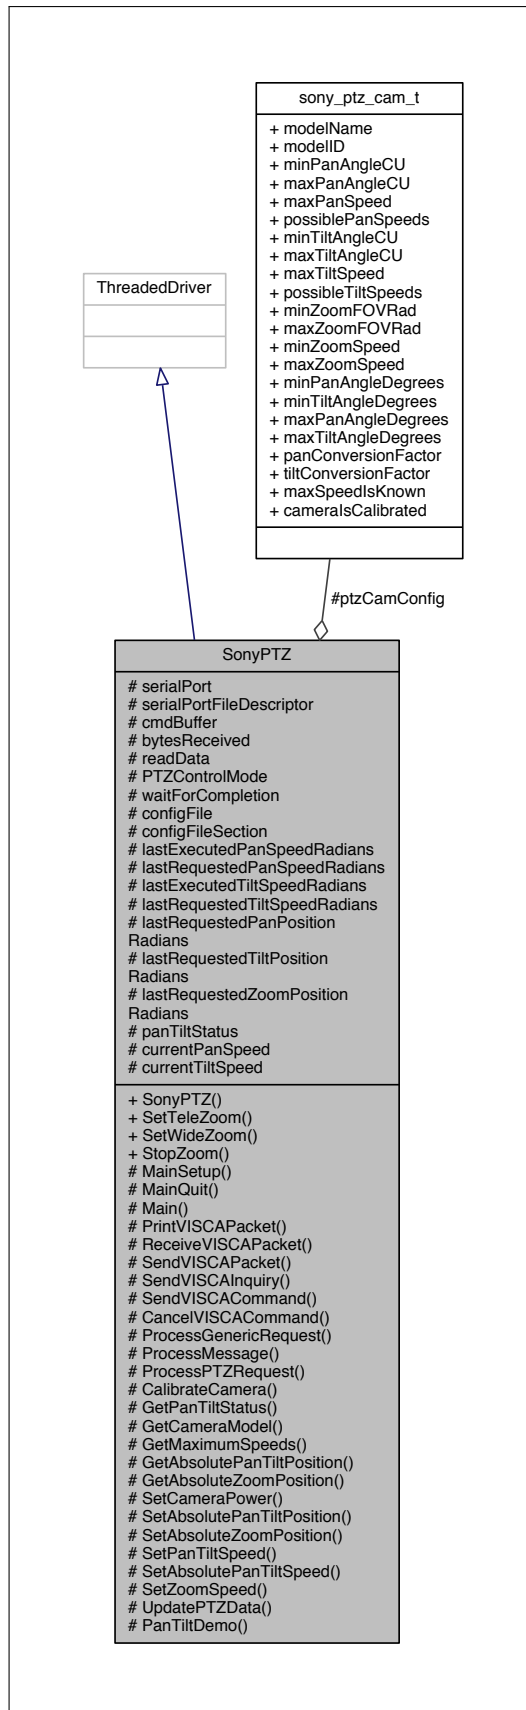 sony_ptz_cam_t
+ modelName
+ modelID
+ minPanAngleCU
+ maxPanAngleCU
+ maxPanSpeed
+ possiblePanSpeeds
+ minTiltAngleCU
+ maxTiltAngleCU
+ maxTiltSpeed
+ possibleTiltSpeeds
+ minZoomFOVRad
+ maxZoomFOVRad
+ minZoomSpeed
+ maxZoomSpeed
+ minPanAngleDegrees
+ minTiltAngleDegrees
+ maxPanAngleDegrees
+ maxTiltAngleDegrees
+ panConversionFactor
+ tiltConversionFactor
+ maxSpeedIsKnown
+ cameraIsCalibrated
ThreadedDriver
#ptzCamConfig
SonyPTZ
# serialPort
# serialPortFileDescriptor
# cmdBuffer
# bytesReceived
# readData
# PTZControlMode
# waitForCompletion
# configFile
# configFileSection
# lastExecutedPanSpeedRadians
# lastRequestedPanSpeedRadians
# lastExecutedTiltSpeedRadians
# lastRequestedTiltSpeedRadians
# lastRequestedPanPosition
Radians
# lastRequestedTiltPosition
Radians
# lastRequestedZoomPosition
Radians
# panTiltStatus
# currentPanSpeed
# currentTiltSpeed
+ SonyPTZ()
+ SetTeleZoom()
+ SetWideZoom()
+ StopZoom()
# MainSetup()
# MainQuit()
# Main()
# PrintVISCAPacket()
# ReceiveVISCAPacket()
# SendVISCAPacket()
# SendVISCAInquiry()
# SendVISCACommand()
# CancelVISCACommand()
# ProcessGenericRequest()
# ProcessMessage()
# ProcessPTZRequest()
# CalibrateCamera()
# GetPanTiltStatus()
# GetCameraModel()
# GetMaximumSpeeds()
# GetAbsolutePanTiltPosition()
# GetAbsoluteZoomPosition()
# SetCameraPower()
# SetAbsolutePanTiltPosition()
# SetAbsoluteZoomPosition()
# SetPanTiltSpeed()
# SetAbsolutePanTiltSpeed()
# SetZoomSpeed()
# UpdatePTZData()
# PanTiltDemo()